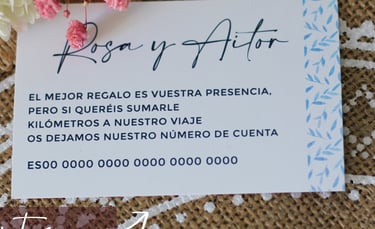 Rosa y Aitor
EL MEJOR REGALO ES VUESTRA PRESENCIA,
PERO SI QUERÉIS SUMARLE
KILÓMETROS A NUESTRO VIAJE
OS DEJAMOS NUESTRO NÚMERO DE CUENTA
ES00 0000 0000 0000 0000 0000